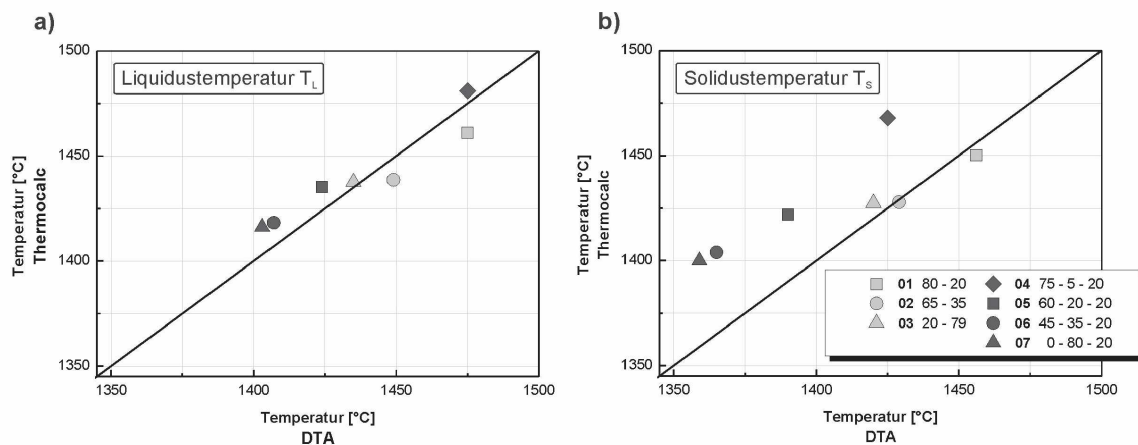 a)
1500
1450
1400
1350
Temperatur [°C]
Thermocalc
Liquidustemperatur TL
1350
1400
1450
1500
Temperatur [°C]
DTA
b)
1500
1450
1400
1350
Temperatur [°C]
Thermocalc
Solidustemperatur TS
01 80 - 20
02 65 - 35
03 20 - 79
04 75 - 5 - 20
05 60 - 20 - 20
06 45 - 35 - 20
07 0 - 80 - 20
1350
1400
1450
1500
Temperatur [°C]
DTA